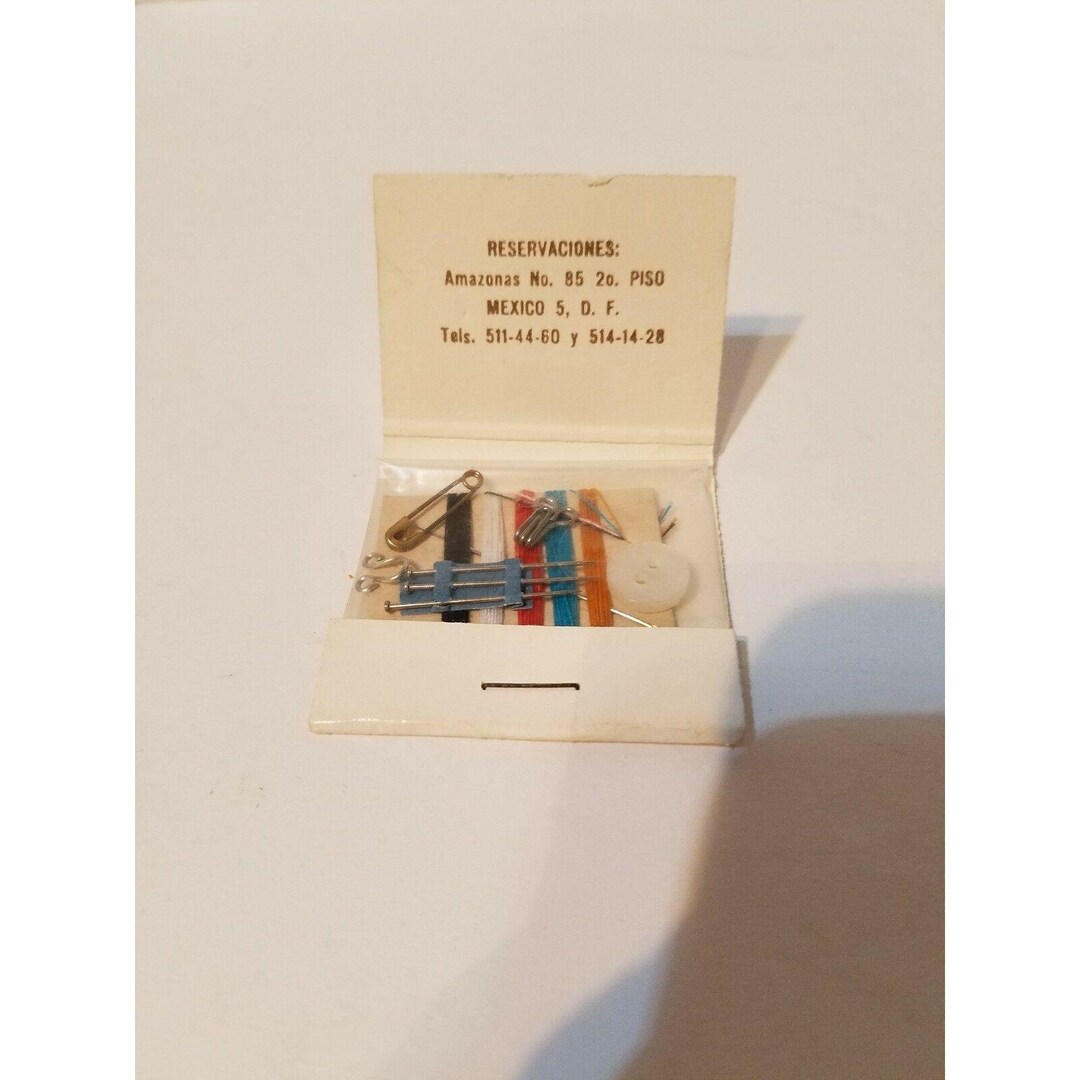 RESERVACIONES:
Amazonas No. 85 2o. PISO
MEXICO 5, D. F.
Tels. 511-44-60 y 514-14-28